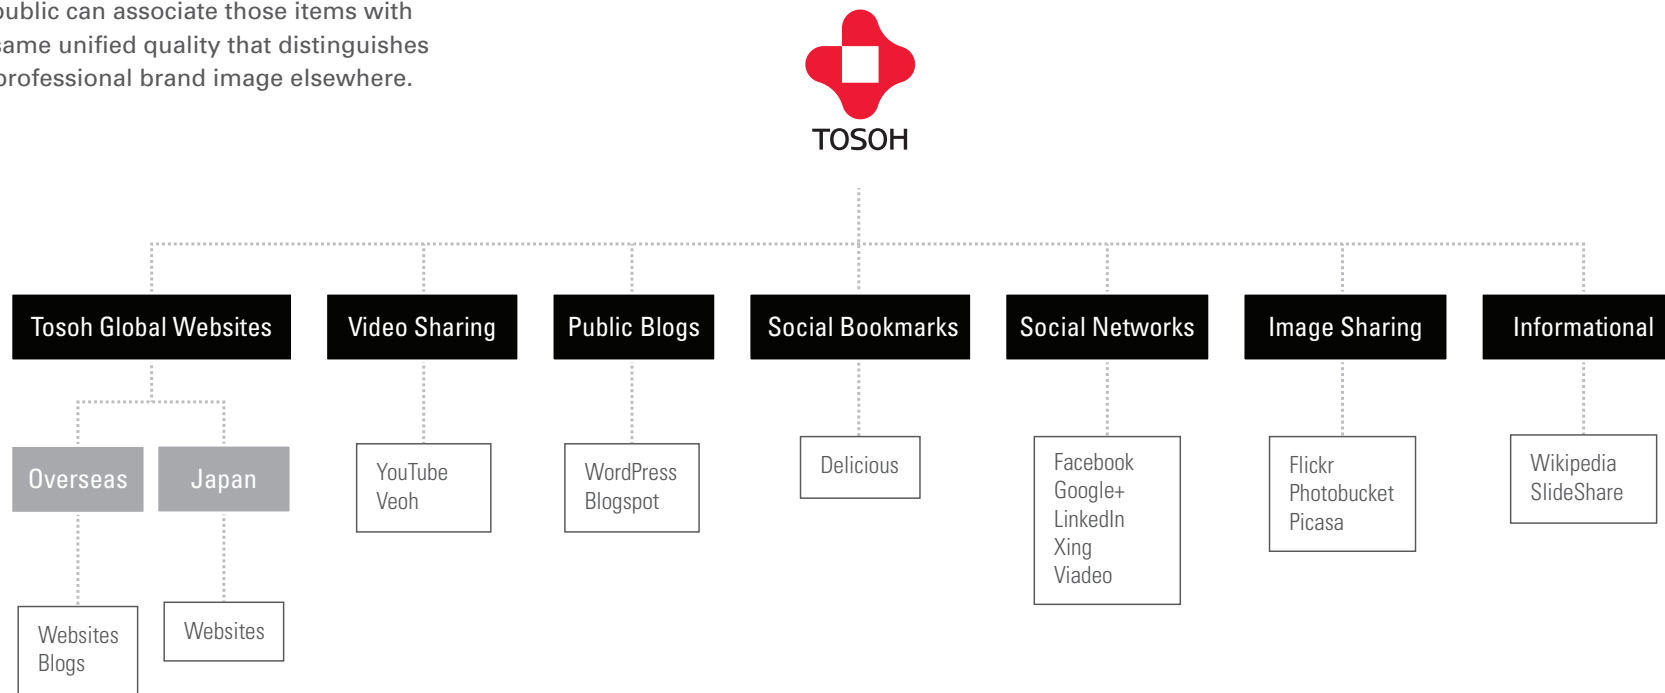 public can associate those items with
same unified quality that distinguishes
professional brand image elsewhere.
TOSOH
Tosoh Global Websites
Video Sharing
Public Blogs
Social Bookmarks
Social Networks
Image Sharing
Informational
Overseas
Japan
YouTube
Veoh
WordPress
Blogspot
Delicious
Facebook
Google+
LinkedIn
Xing
Viadeo
Flickr
Photobucket
Picasa
Wikipedia
SlideShare
Websites
Blogs
Websites